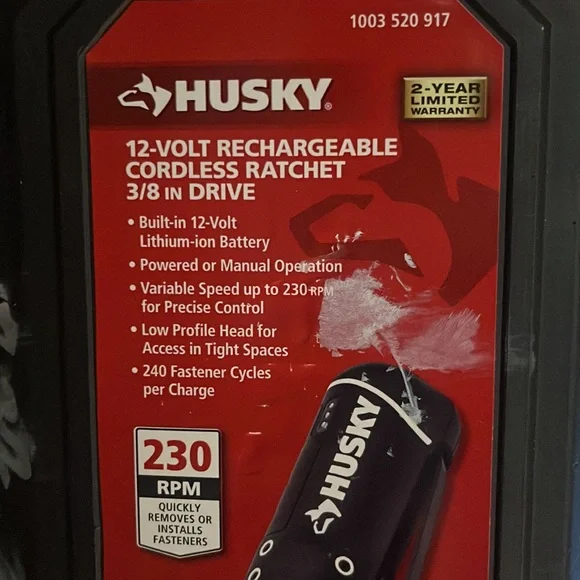 1003 520 917
HUSKY®
2-YEAR
LIMITED
WARRANTY
12-VOLT RECHARGEABLE
CORDLESS RATCHET
3/8 IN DRIVE
• Built-in 12-Volt
Lithium-ion Battery
• Powered or Manual Operation
• Variable Speed up to 230 RPM
for Precise Control
• Low Profile Head for
Access in Tight Spaces
• 240 Fastener Cycles
per Charge
230
RPM
QUICKLY
REMOVES OR
INSTALLS
FASTENERS
HUSKY